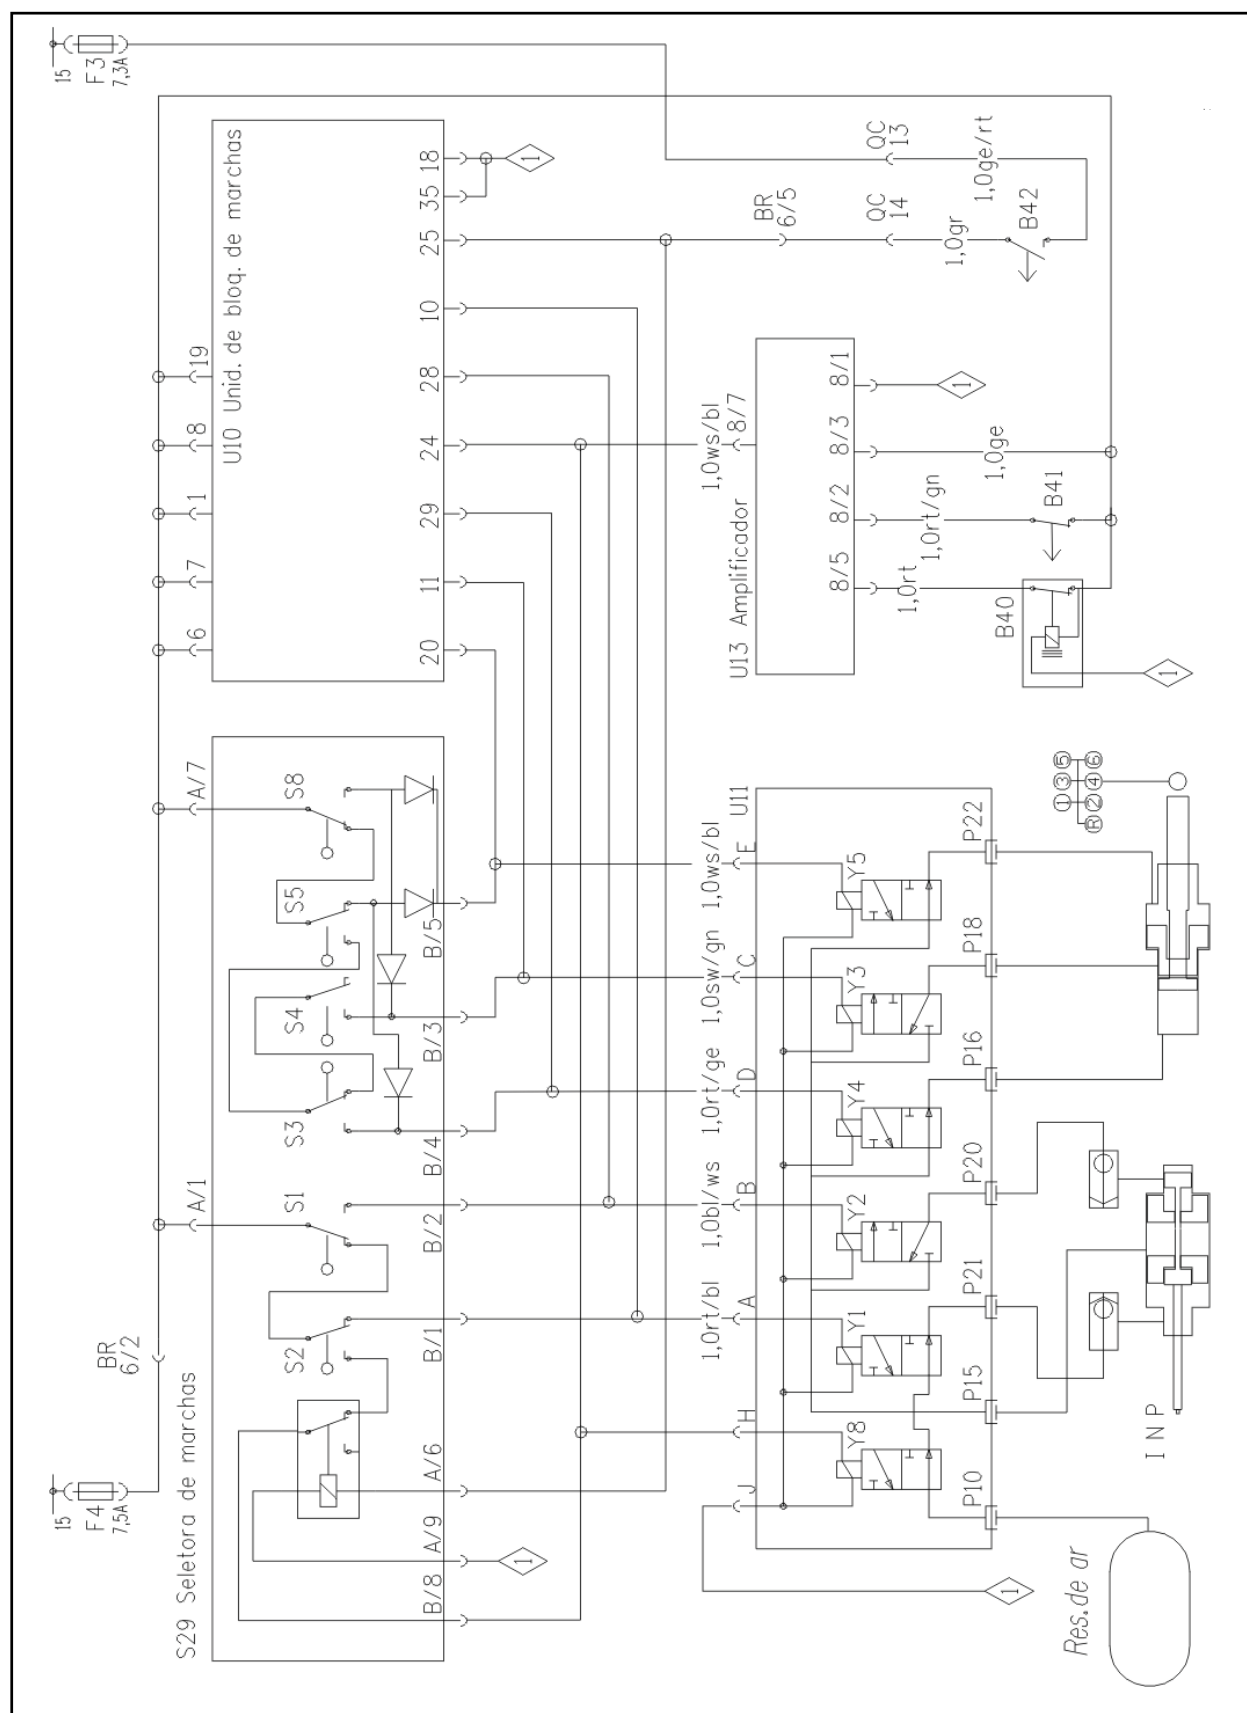 15
F3
7,3A
U10 Unid. de bloq. de marchas
19
8
1
7
6
18
35
25
10
28
24
29
11
20
1
BR
6/5
QC
14
QC
13
1,0gr
1,0ge/rt
B42
1,0ws/bl
8/7
U13 Amplificador
8/1
8/3
8/2
8/5
1
1,0ge
1,0rt/gn
1,0rt
B41
B40
1
15
F4
7,5A
BR
6/2
S29 Seletora de marchas
A/7
A/1
S8
S5
S4
S3
S1
S2
B/5
B/3
B/4
B/2
B/1
A/6
A/9
B/8
1
1,0ws/bl
1,0sw/gn
1,0rt/ge
1,0bl/ws
1,0rt/bl
U11
E
C
D
B
A
H
J
Y5
Y3
Y4
Y2
Y1
Y8
P22
P18
P16
P20
P21
P15
P10
1
1
3
5
R
2
4
6
I N P
Res. de ar